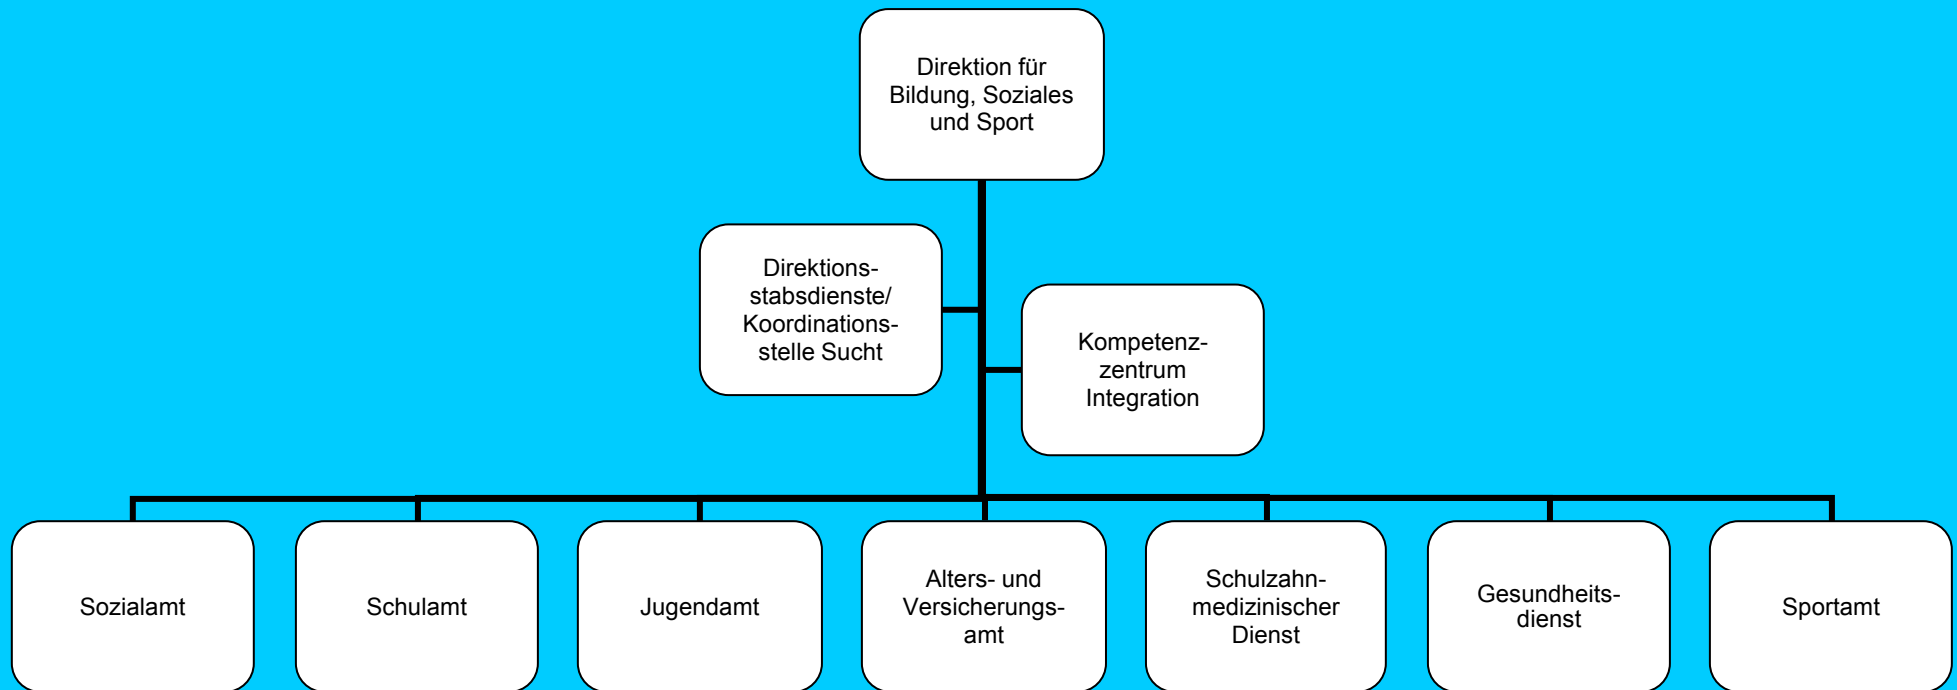 Direktion für
Bildung, Soziales
und Sport
Direktions-
stabsdienste/
Koordinations-
stelle Sucht
Kompetenz-
zentrum
Integration
Sozialamt
Schulamt
Jugendamt
Alters- und
Versicherungs-
amt
Schulzahn-
medizinischer
Dienst
Gesundheits-
dienst
Sportamt